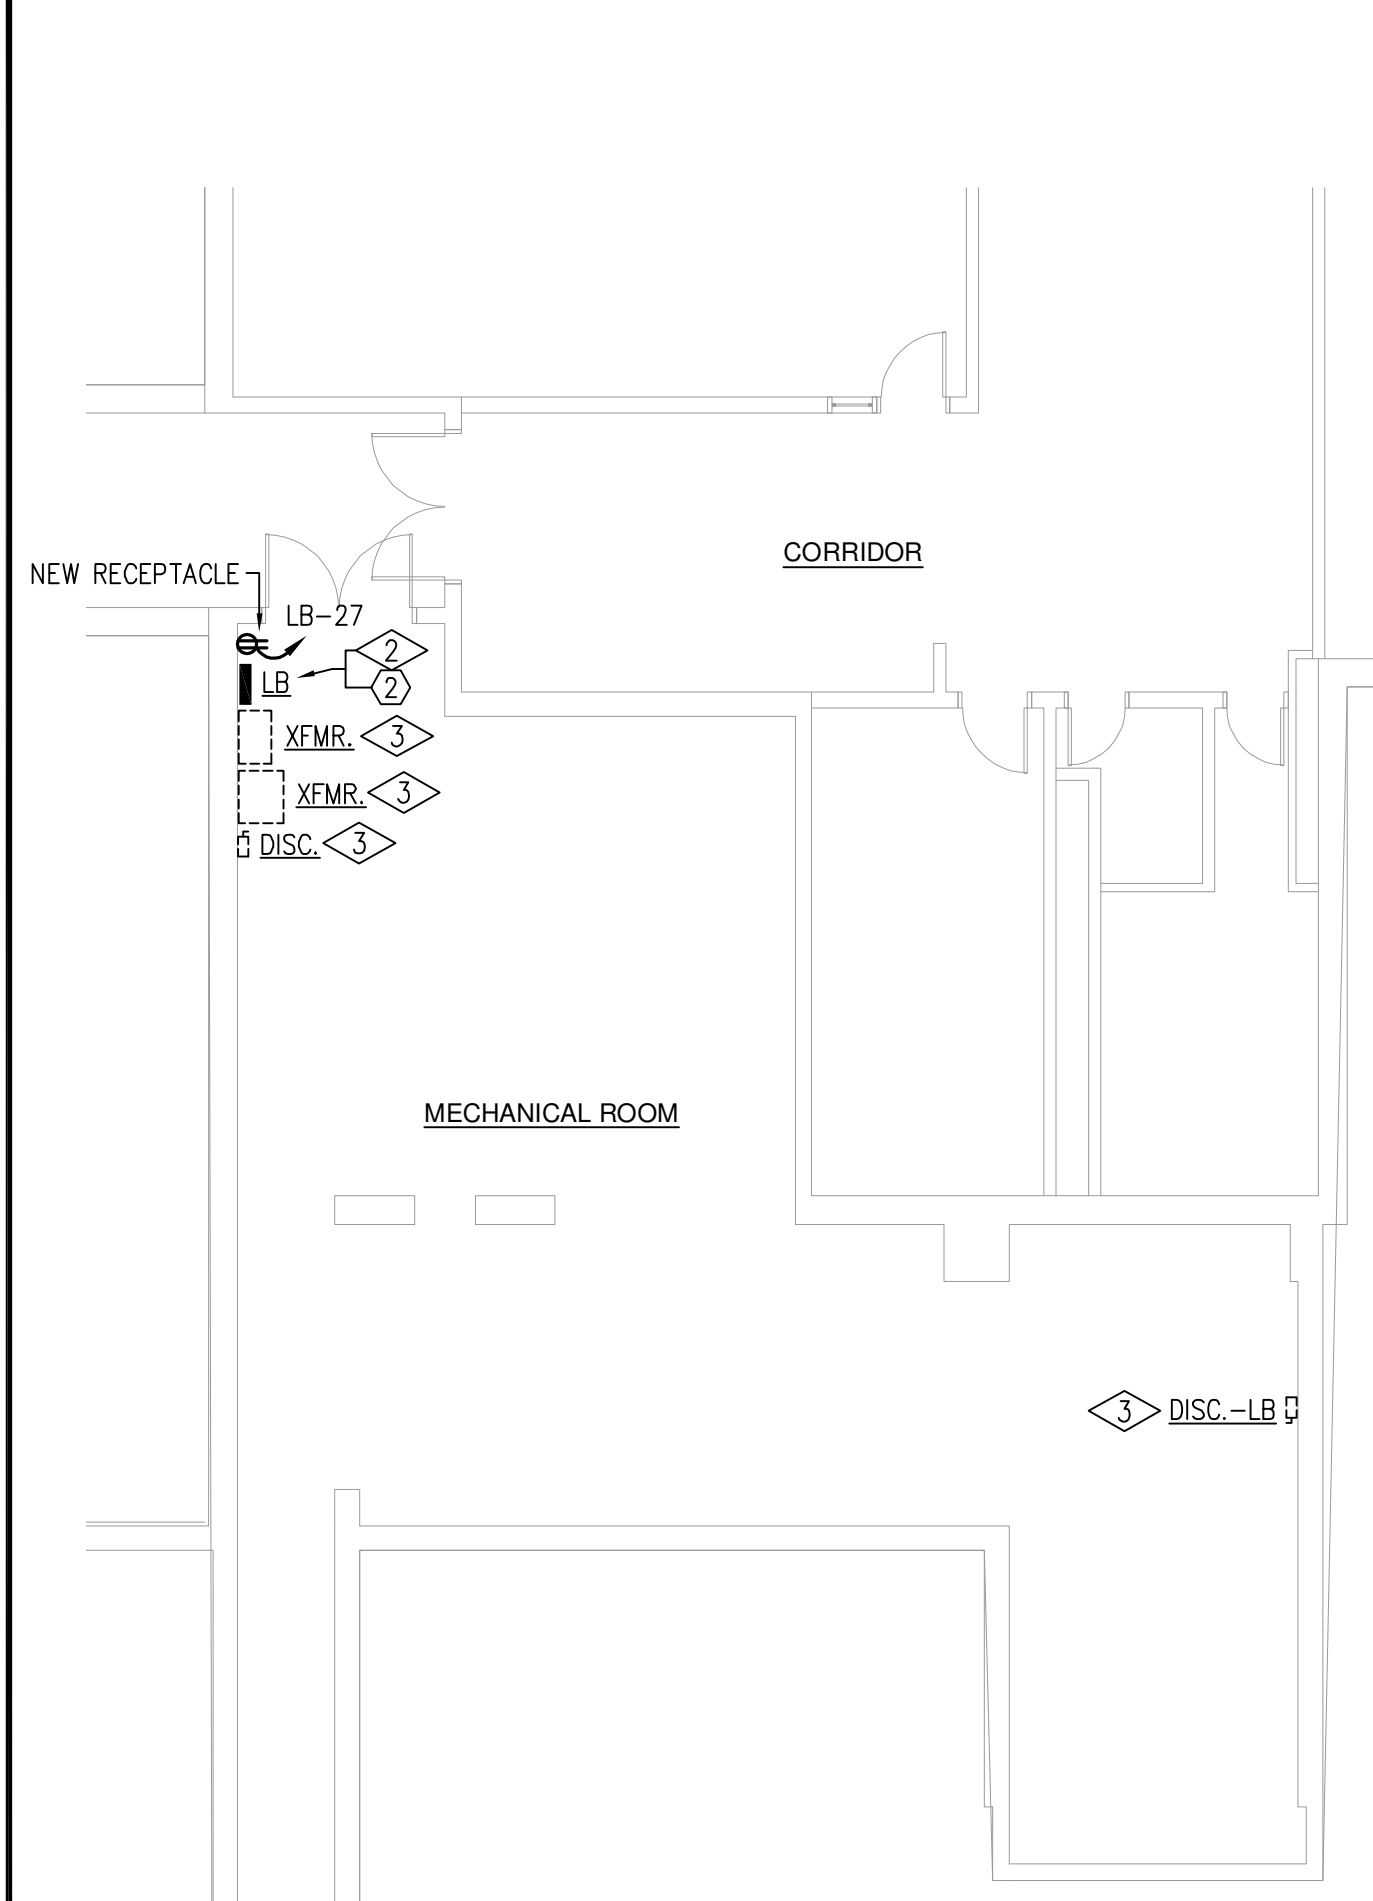 CORRIDOR
NEW RECEPTACLE
LB-27
2
LB
2
XFMR. 3
XFMR. 3
DISC. 3
MECHANICAL ROOM
3 DISC.-LB